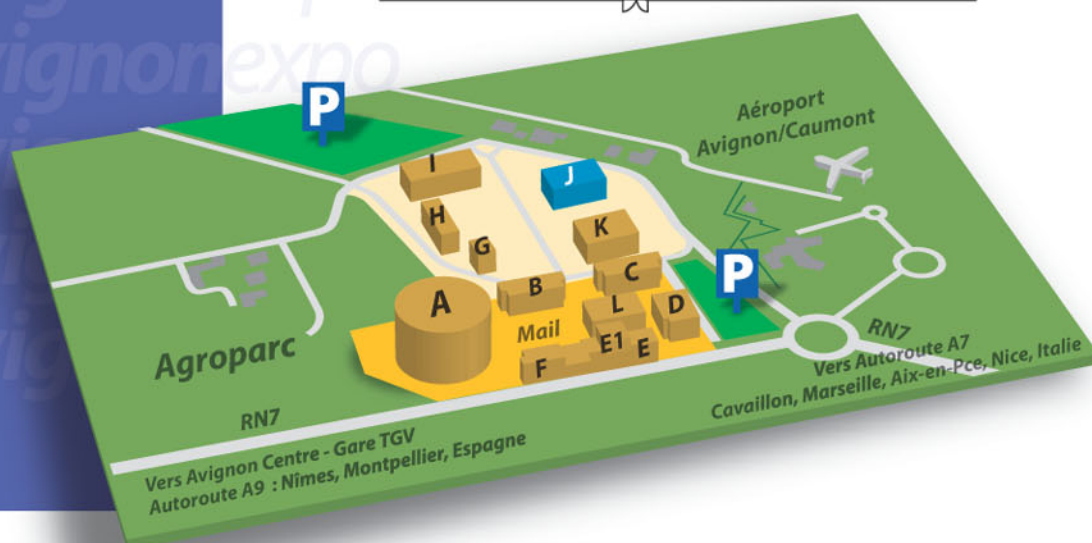 avignonexpo
P
Aéroport
Avignon/Caumont
I
J
H
K
G
C
P
B
A
L
D
Mail
E1
E
F
RN7
Agroparc
Vers Autoroute A7
Cavaillon, Marseille, Aix-en-Pce, Nice, Italie
RN7
Vers Avignon Centre - Gare TGV
Autoroute A9 : Nîmes, Montpellier, Espagne